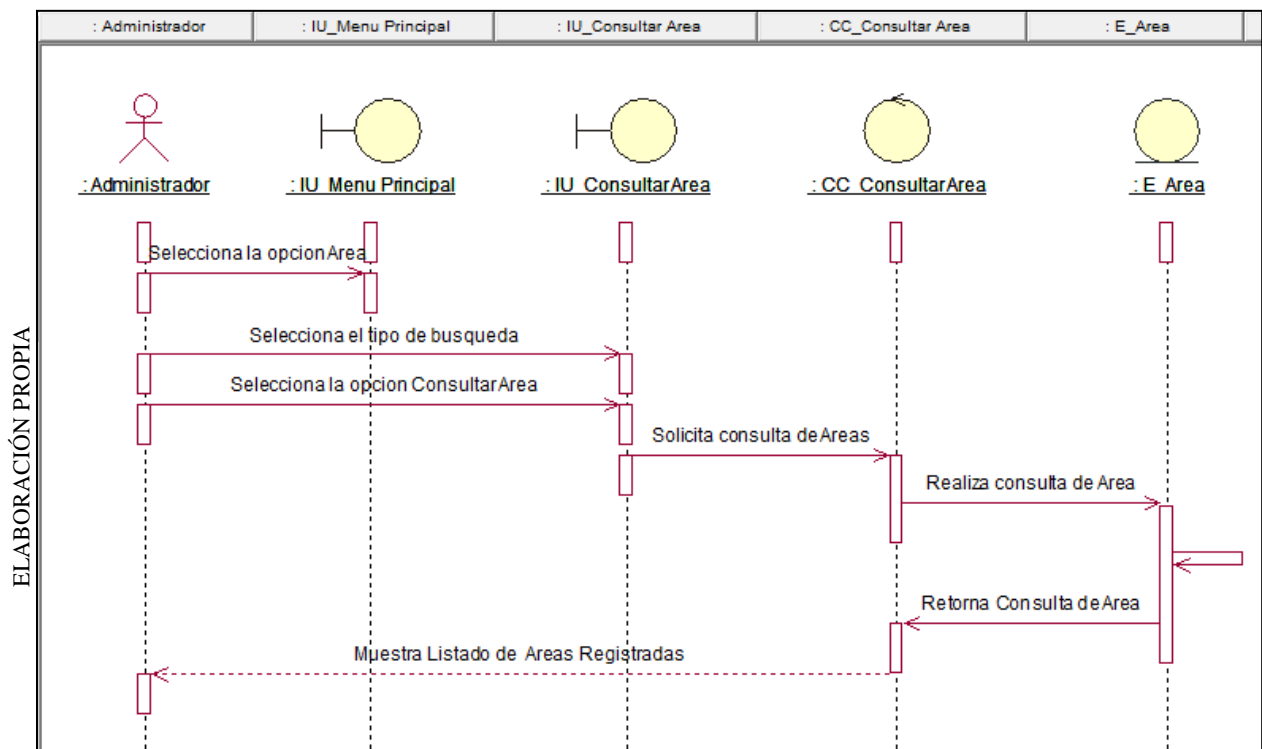 : Administrador
: IU_Menu Principal
: IU_Consultar Area
: CC_Consultar Area
: E_Area
: Administrador
: IU_Menu Principal
: IU_ConsultarArea
: CC_ConsultarArea
: E_Area
Selecciona la opcion Area
Selecciona el tipo de busqueda
Selecciona la opcion Consultar Area
Solicita consulta de Areas
Realiza consulta de Area
Retorna Consulta de Area
Muestra Listado de Areas Registradas
ELABORACIÓN PROPIA